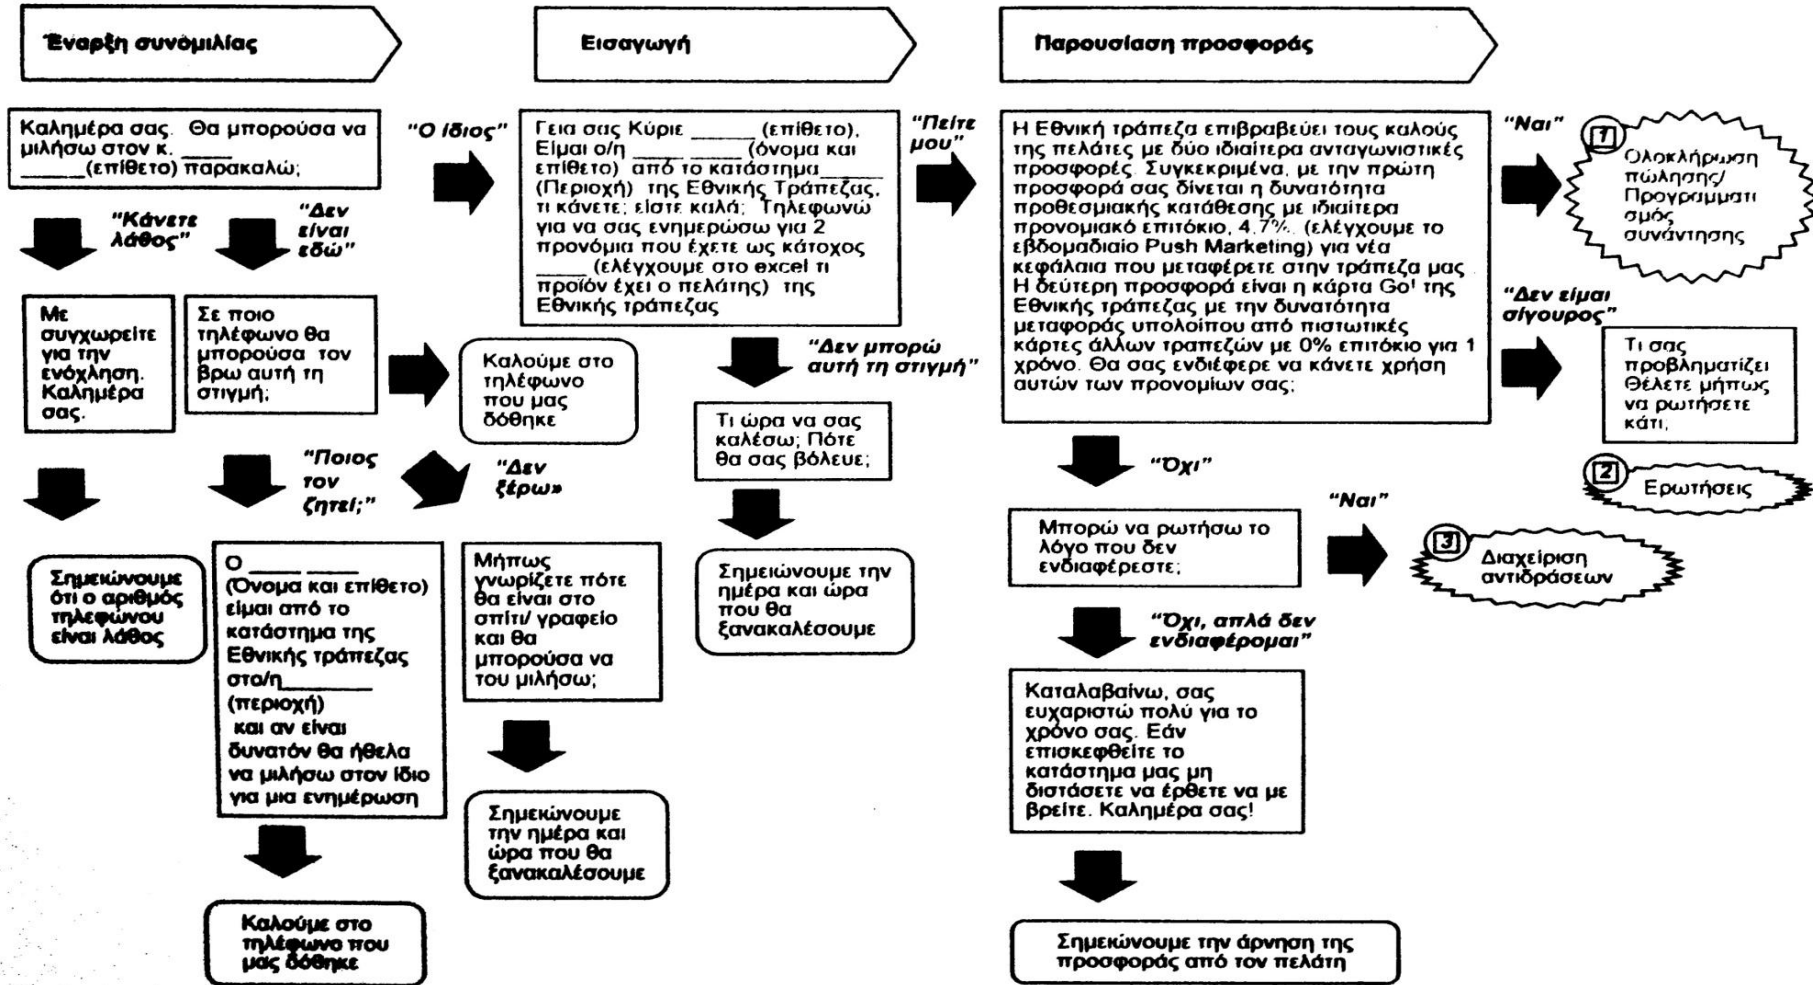 Έναρξη συνομιλίας
Εισαγωγή
Παρουσίαση προσφοράς
Καλημέρα σας. Θα μπορούσα να
μιλήσω στον κ. _____
______(επίθετο) παρακαλώ;
"Ο ίδιος"
"Κάνετε
λάθος"
"Δεν
είναι
εδώ"
Με
συγχωρείτε
για την
ενόχληση.
Καλημέρα
σας.
Σε ποιο
τηλέφωνο θα
μπορούσα τον
βρω αυτή τη
στιγμή;
Καλούμε στο
τηλέφωνο
που μας
δόθηκε
"Ποιος
τον
ζητεί;"
"Δεν
ξέρω»
Σημειώνουμε
ότι ο αριθμός
τηλεφώνου
είναι λάθος
Ο _____ _____
(Όνομα και επίθετο)
είμαι από το
κατάστημα της
Εθνικής τράπεζας
στο/η________
(περιοχή)
και αν είναι
δυνατόν θα ήθελα
να μιλήσω στον ίδιο
για μια ενημέρωση
Καλούμε στο
τηλέφωνο που
μας δόθηκε
Μήπως
γνωρίζετε πότε
θα είναι στο
σπίτι/ γραφείο
και θα
μπορούσα να
του μιλήσω;
Σημειώνουμε
την ημέρα και
ώρα που θα
ξανακαλέσουμε
Γεια σας Κύριε ______ (επίθετο),
Είμαι ο/η __________ (όνομα και
επίθετο) από το κατάστημα_____
(Περιοχή) της Εθνικής Τράπεζας,
τι κάνετε; είστε καλά; Τηλεφωνώ
για να σας ενημερώσω για 2
προνόμια που έχετε ως κάτοχος
_____ (ελέγχουμε στο excel τι
προϊόν έχει ο πελάτης) της
Εθνικής τράπεζας
"Πείτε
μου"
"Δεν μπορώ
αυτή τη στιγμή"
Τι ώρα να σας
καλέσω; Πότε
θα σας βόλευε;
Σημειώνουμε την
ημέρα και ώρα
που θα
ξανακαλέσουμε
Η Εθνική τράπεζα επιβραβεύει τους καλούς
της πελάτες με δύο ιδιαίτερα ανταγωνιστικές
προσφορές. Συγκεκριμένα, με την πρώτη
προσφορά σας δίνεται η δυνατότητα
προθεσμιακής κατάθεσης με ιδιαίτερα
προνομιακό επιτόκιο, 4,7%. (ελέγχουμε το
εβδομαδιαίο Push Marketing) για νέα
κεφάλαια που μεταφέρετε στην τράπεζα μας
Η δεύτερη προσφορά είναι η κάρτα Go! της
Εθνικής τράπεζας με την δυνατότητα
μεταφοράς υπολοίπου από πιστωτικές
κάρτες άλλων τραπεζών με 0% επιτόκιο για 1
χρόνο. Θα σας ενδιέφερε να κάνετε χρήση
αυτών των προνομίων σας;
"Ναι"
1
Ολοκλήρωση
πώλησης/
Προγραμματι
σμός
συνάντησης
"Δεν είμαι
σίγουρος"
Τι σας
προβληματίζει
Θέλετε μήπως
να ρωτήσετε
κάτι;
2
Ερωτήσεις
"Όχι"
Μπορώ να ρωτήσω το
λόγο που δεν
ενδιαφέρεστε;
"Ναι"
3
Διαχείριση
αντιδράσεων
"Όχι, απλά δεν
ενδιαφέρομαι"
Καταλαβαίνω, σας
ευχαριστώ πολύ για το
χρόνο σας. Εάν
επισκεφθείτε το
κατάστημα μας μη
διστάσετε να έρθετε να με
βρείτε. Καλημέρα σας!
Σημειώνουμε την άρνηση της
προσφοράς από τον πελάτη